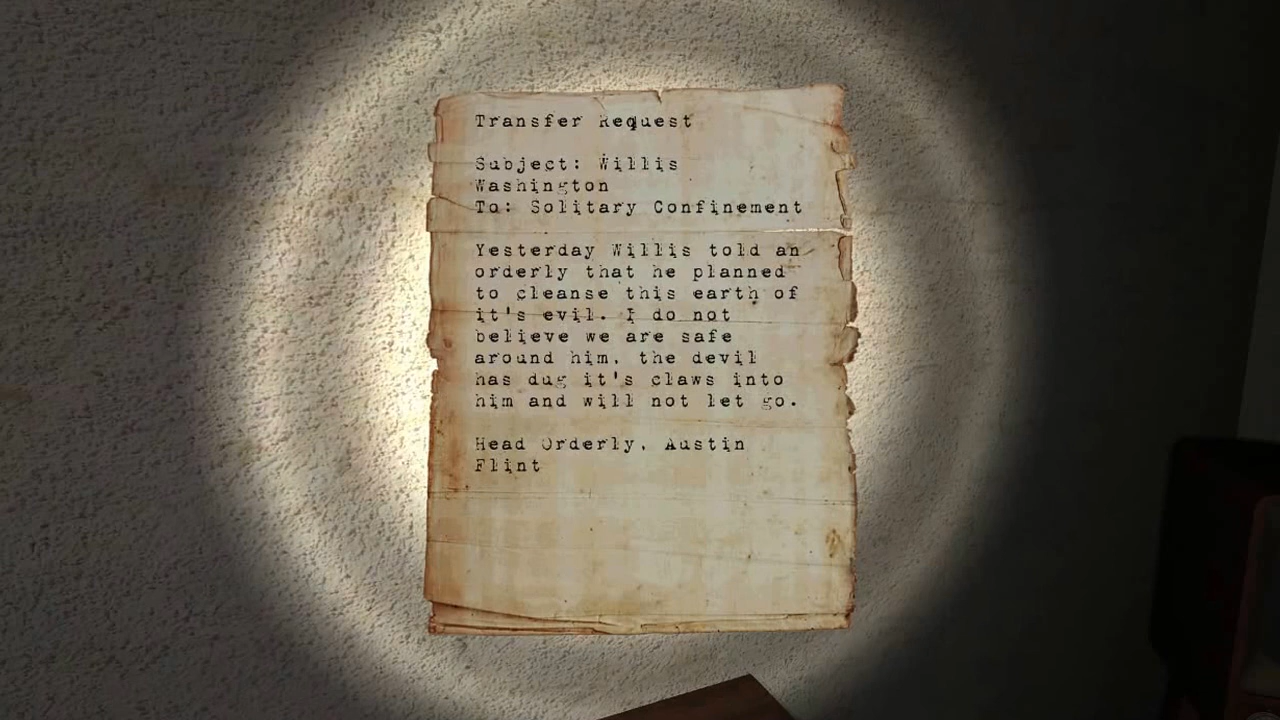 Transfer Request
Subject: Willis
Washington
To: Solitary Confinement
Yesterday Willis told an
orderly that he planned
to cleanse this earth of
it's evil. I do not
believe we are safe
around him, the devil
has dug it's claws into
him and will not let go.
Head Orderly, Austin
Flint